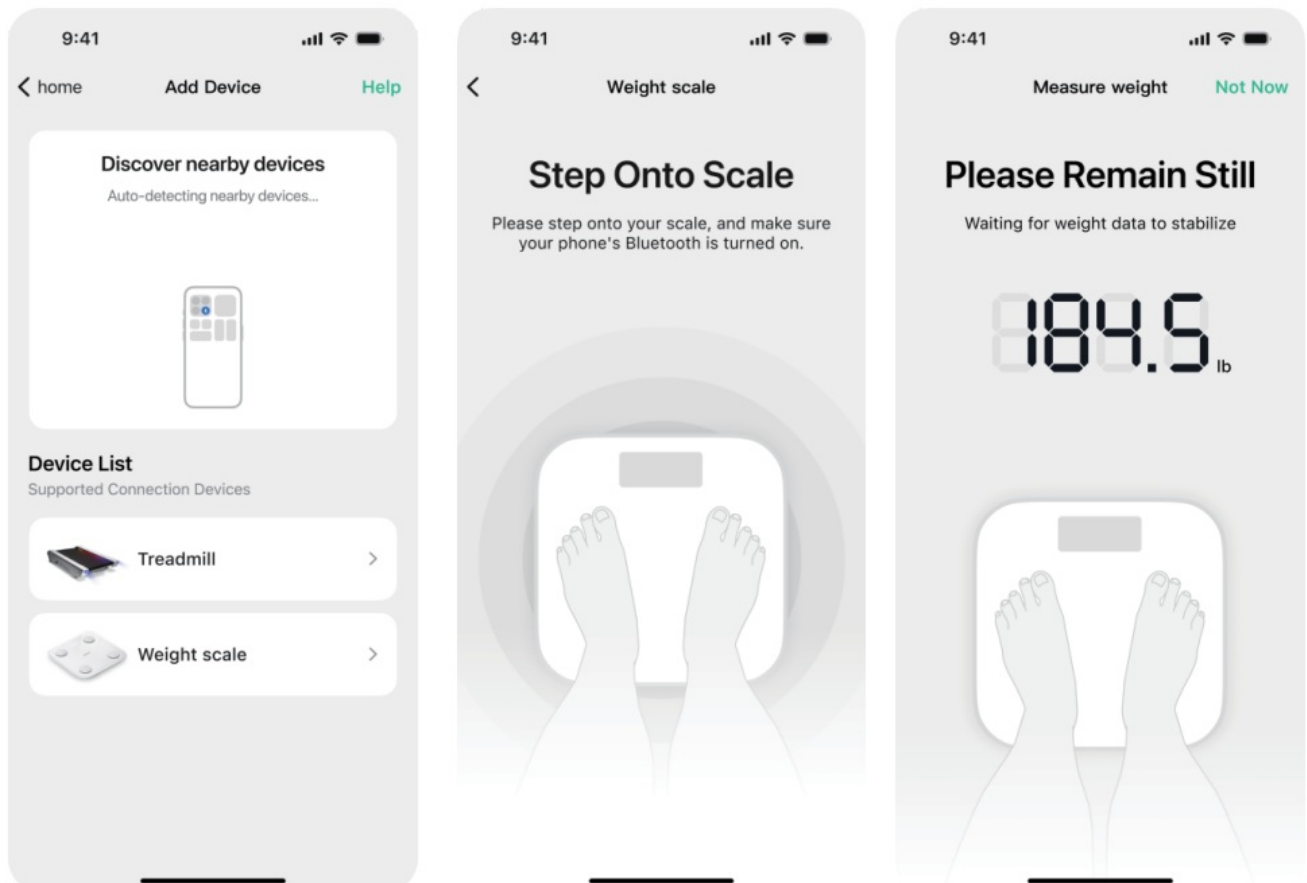 9:41
home
Add Device
Help
Discover nearby devices
Auto-detecting nearby devices...
Device List
Supported Connection Devices
Treadmill
Weight scale
9:41
Weight scale
Step Onto Scale
Please step onto your scale, and make sure
your phone's Bluetooth is turned on.
9:41
Measure weight
Not Now
Please Remain Still
Waiting for weight data to stabilize
184.5 lb